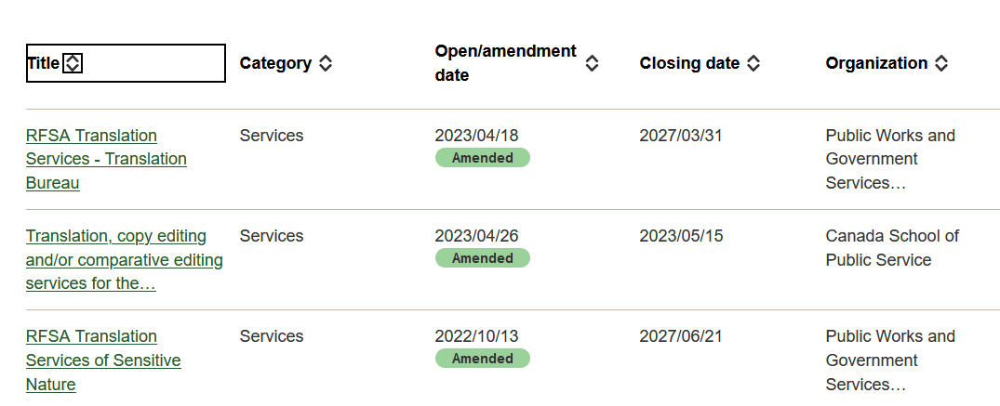 Title
Category
Open/amendment
date
Closing date
Organization
RFSA Translation
Services - Translation
Bureau
Services
2023/04/18
Amended
2027/03/31
Public Works and
Government
Services…
Translation, copy editing
and/or comparative editing
services for the…
Services
2023/04/26
Amended
2023/05/15
Canada School of
Public Service
RFSA Translation
Services of Sensitive
Nature
Services
2022/10/13
Amended
2027/06/21
Public Works and
Government
Services…